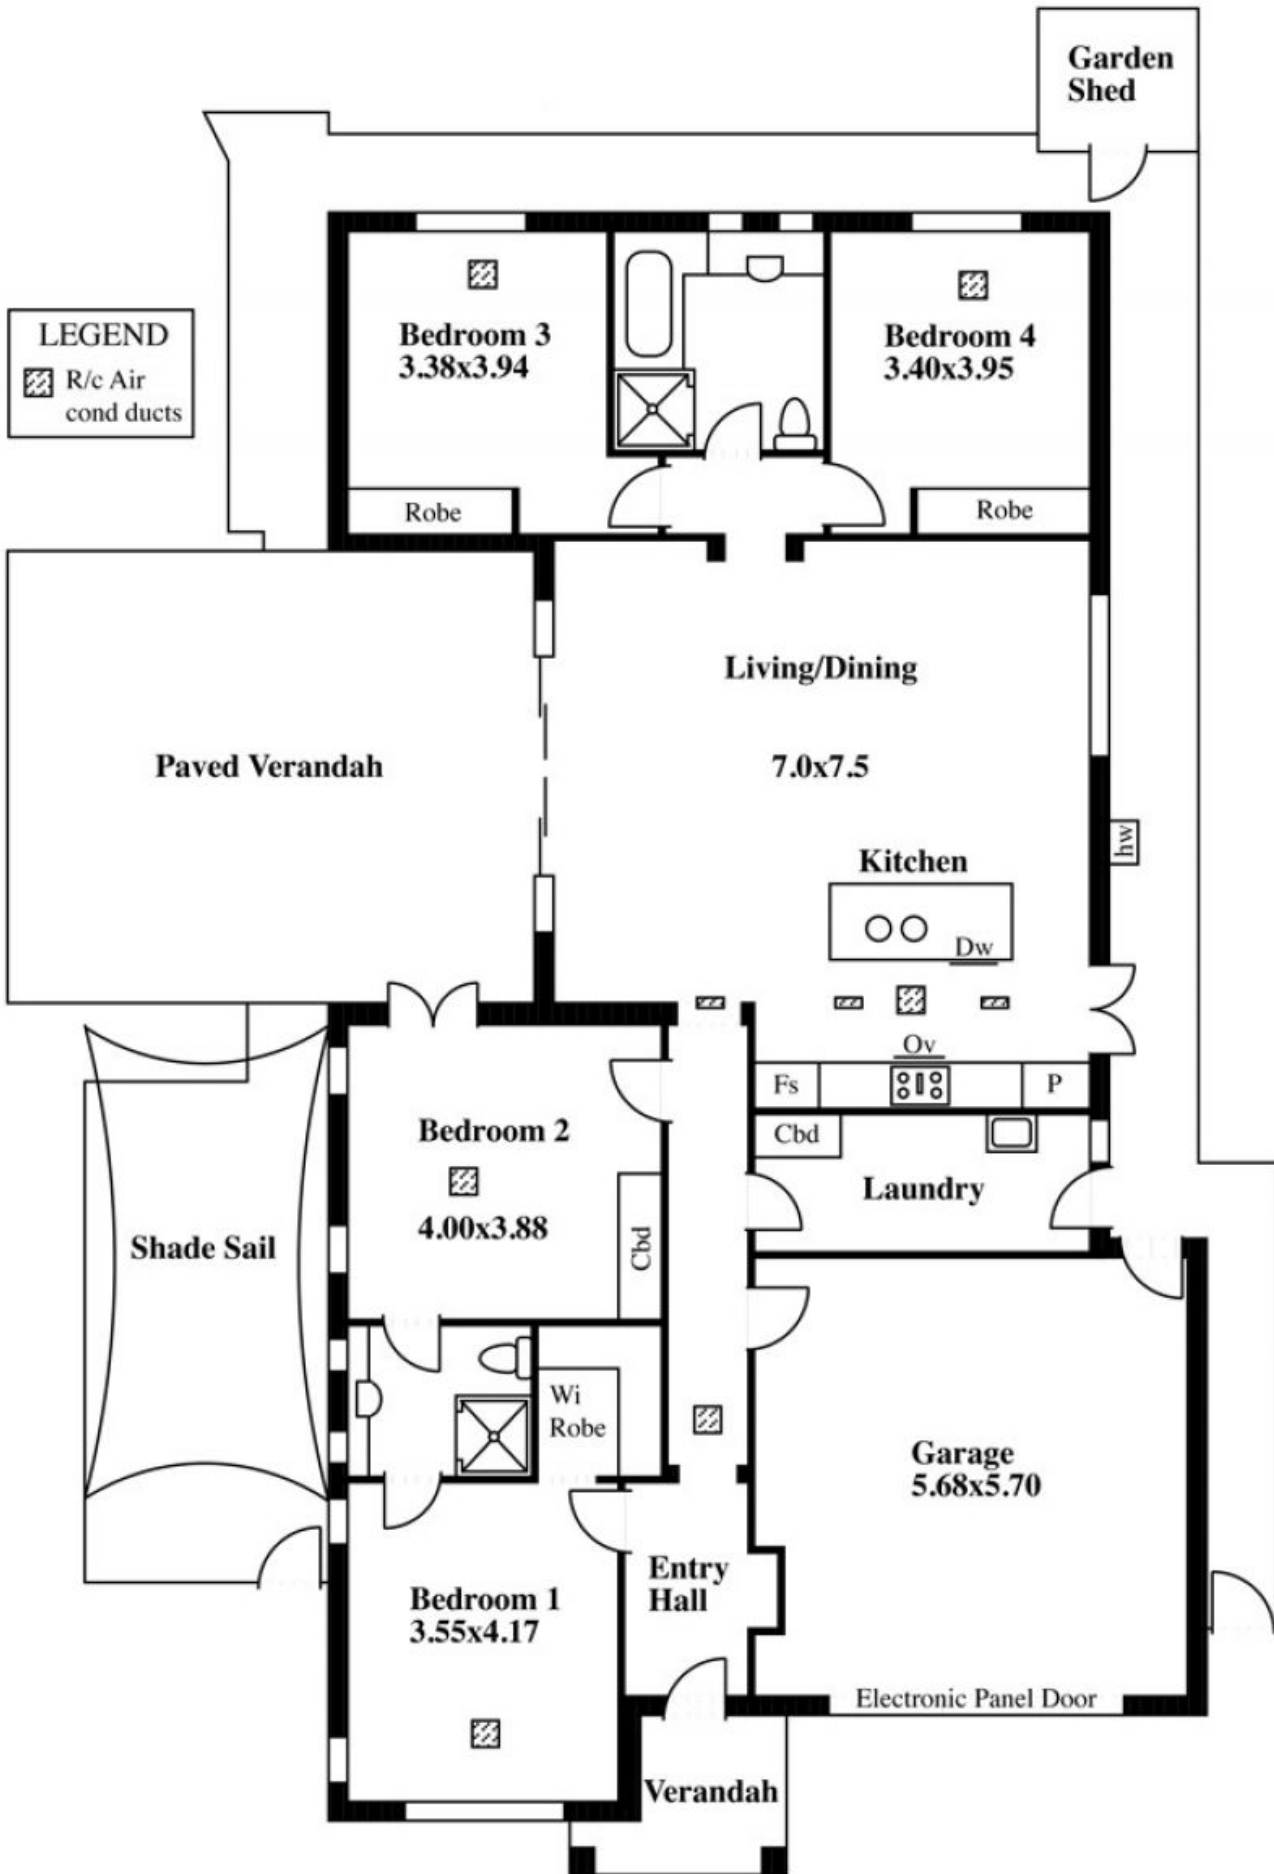 Garden
Shed
LEGEND
R/c Air
cond ducts
Bedroom 3
3.38x3.94
Bedroom 4
3.40x3.95
Robe
Robe
Living/Dining
7.0x7.5
Paved Verandah
hw
Kitchen
Dw
Ov
Fs
P
Cbd
Laundry
Bedroom 2
4.00x3.88
Cbd
Shade Sail
Wi
Robe
Garage
5.68x5.70
Entry
Hall
Bedroom 1
3.55x4.17
Electronic Panel Door
Verandah